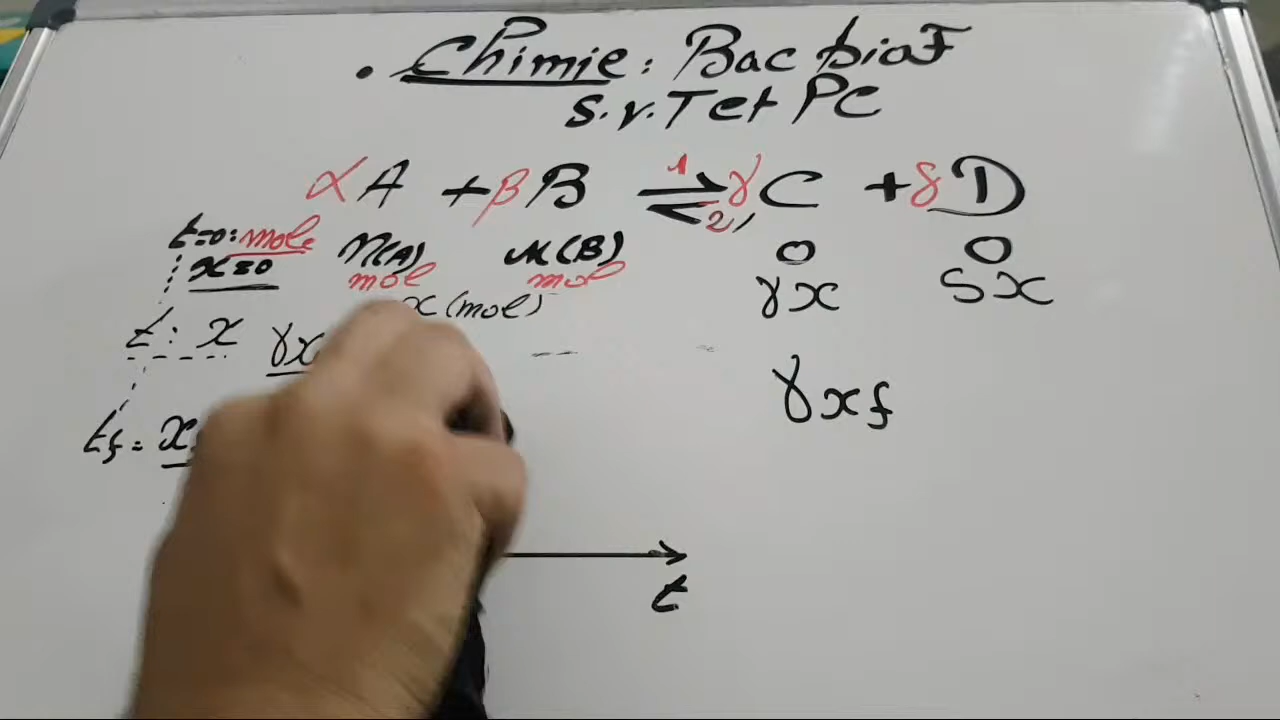 • Chimie : Bac bioF
S.V.T et PC
αA + βB ⇌ γC + δD
1
2,
t=0: mole n(A) n(B) 0 0
x=0 mol mol γx δx
x (mol)
t : x γx
tf = x γxf
t